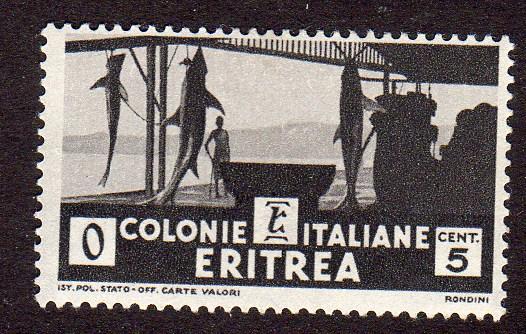 0 COLONIE ITALIANE CENT. 5
ERITREA
IST. POL. STATO - OFF. CARTE VALORI RONDINI